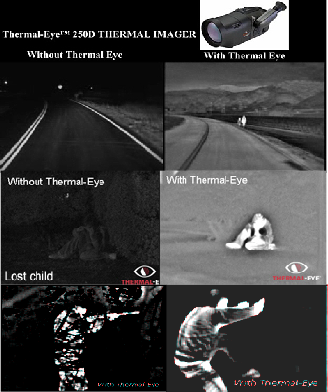 Thermal-Eye™ 250D THERMAL IMAGER
Without Thermal Eye
With Thermal Eye
Without Thermal-Eye
With Thermal-Eye
Lost child
THERMAL-E
THERMAL-EYE
With Thermal Eye
With Thermal-Eye